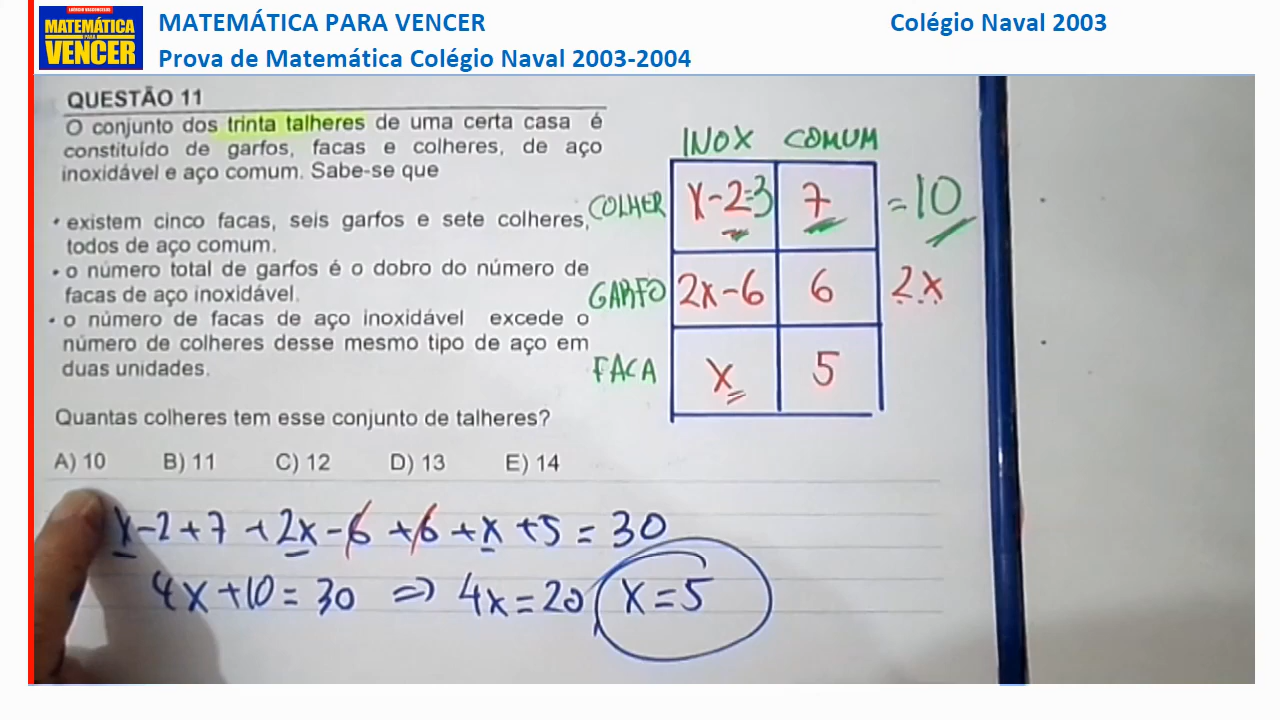 LAÉRCIO VASCONCELOS
MATEMÁTICA
PARA
VENCER
MATEMÁTICA PARA VENCER
Colégio Naval 2003
Prova de Matemática Colégio Naval 2003-2004
QUESTÃO 11
O conjunto dos trinta talheres de uma certa casa é
constituído de garfos, facas e colheres, de aço
inoxidável e aço comum. Sabe-se que
• existem cinco facas, seis garfos e sete colheres,
todos de aço comum.
• o número total de garfos é o dobro do número de
facas de aço inoxidável.
• o número de facas de aço inoxidável excede o
número de colheres desse mesmo tipo de aço em
duas unidades.
Quantas colheres tem esse conjunto de talheres?
A) 10 B) 11 C) 12 D) 13 E) 14
INOX COMUM
COLHER x-2=3 7 =10
GARFO 2x-6 6 2x
FACA x 5
x-2+7+2x-6+6+x+5=30
4x+10=30 => 4x=20 x=5